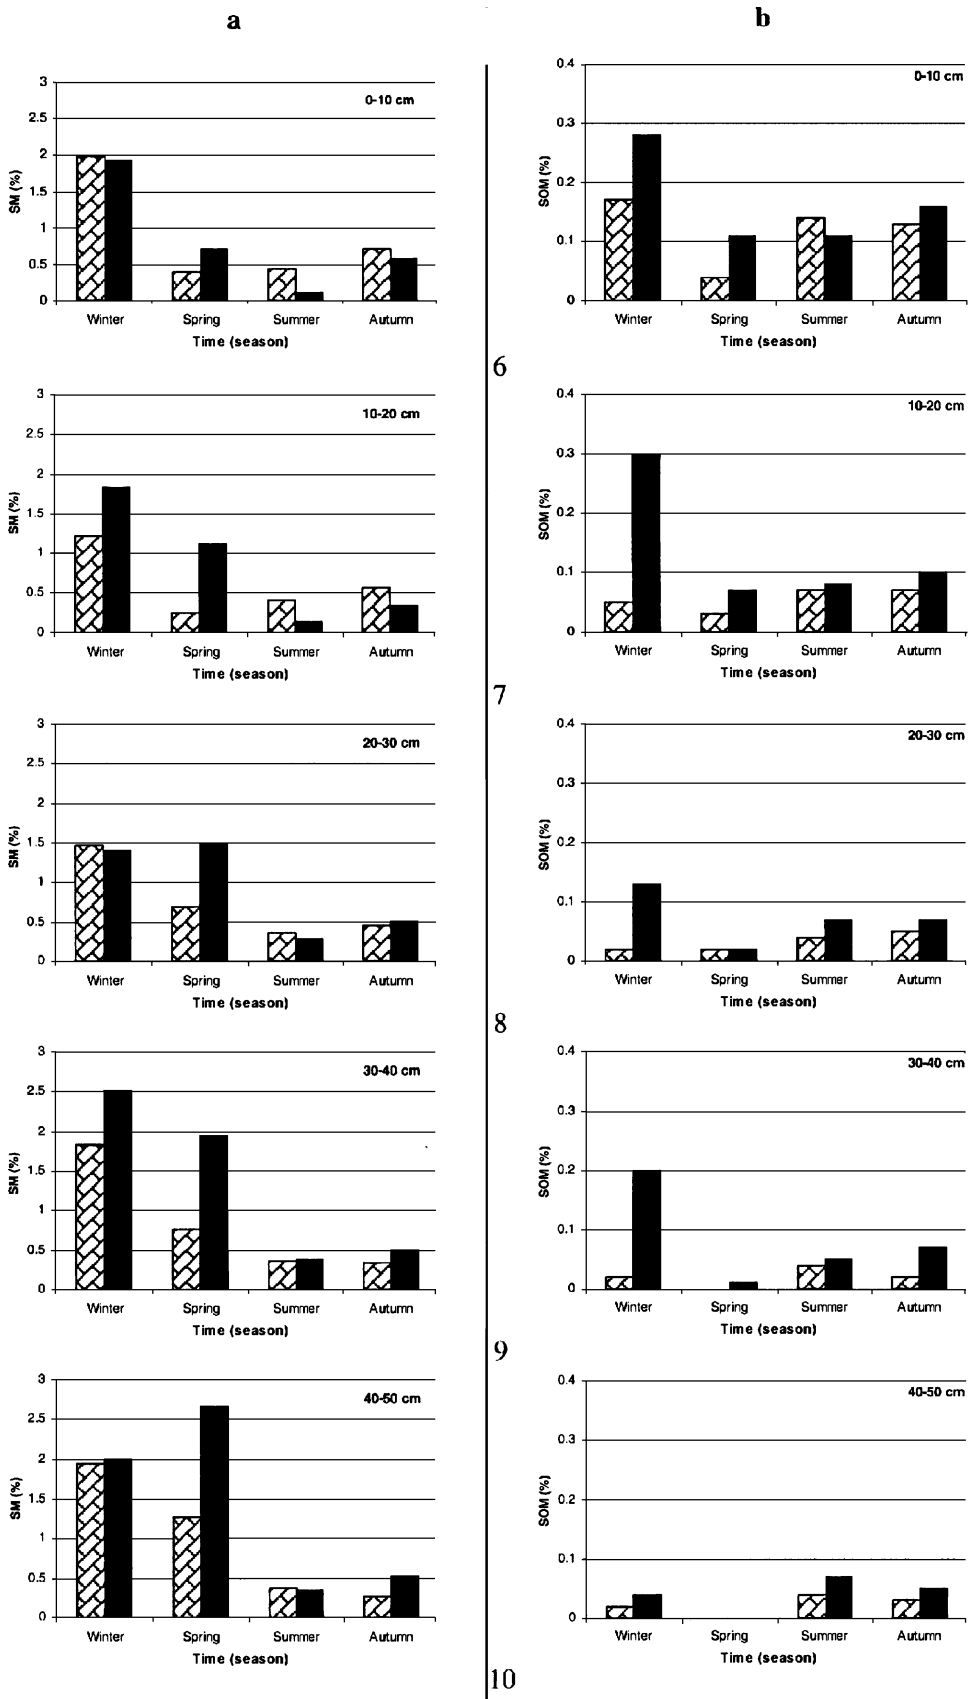 a
b
3
2.5
2
1.5
1
0.5
0
SM (%)
0-10 cm
Winter Spring Summer Autumn
Time (season)
0.4
0.3
0.2
0.1
0
SOM (%)
0-10 cm
Winter Spring Summer Autumn
Time (season)
6
3
2.5
2
1.5
1
0.5
0
SM (%)
10-20 cm
Winter Spring Summer Autumn
Time (season)
0.4
0.3
0.2
0.1
0
SOM (%)
10-20 cm
Winter Spring Summer Autumn
Time (season)
7
3
2.5
2
1.5
1
0.5
0
SM (%)
20-30 cm
Winter Spring Summer Autumn
Time (season)
0.4
0.3
0.2
0.1
0
SOM (%)
20-30 cm
Winter Spring Summer Autumn
Time (season)
8
3
2.5
2
1.5
1
0.5
0
SM (%)
30-40 cm
Winter Spring Summer Autumn
Time (season)
0.4
0.3
0.2
0.1
0
SOM (%)
30-40 cm
Winter Spring Summer Autumn
Time (season)
9
3
2.5
2
1.5
1
0.5
0
SM (%)
40-50 cm
Winter Spring Summer Autumn
Time (season)
0.4
0.3
0.2
0.1
0
SOM (%)
40-50 cm
Winter Spring Summer Autumn
Time (season)
10